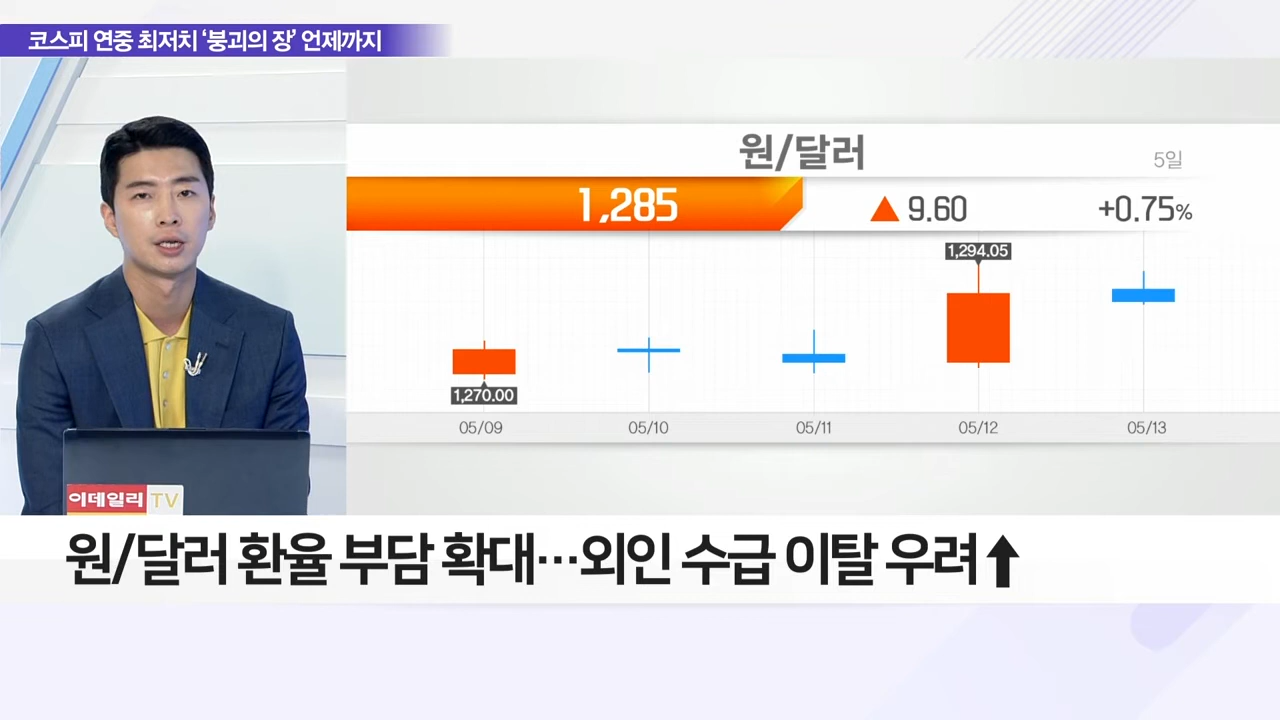 코스피 연중 최저치 ‘붕괴의 장’ 언제까지
원/달러
5일
1,285 ▲ 9.60 +0.75%
1,294.05
1,270.00
05/09 05/10 05/11 05/12 05/13
이데일리 TV
원/달러 환율 부담 확대…외인 수급 이탈 우려↑